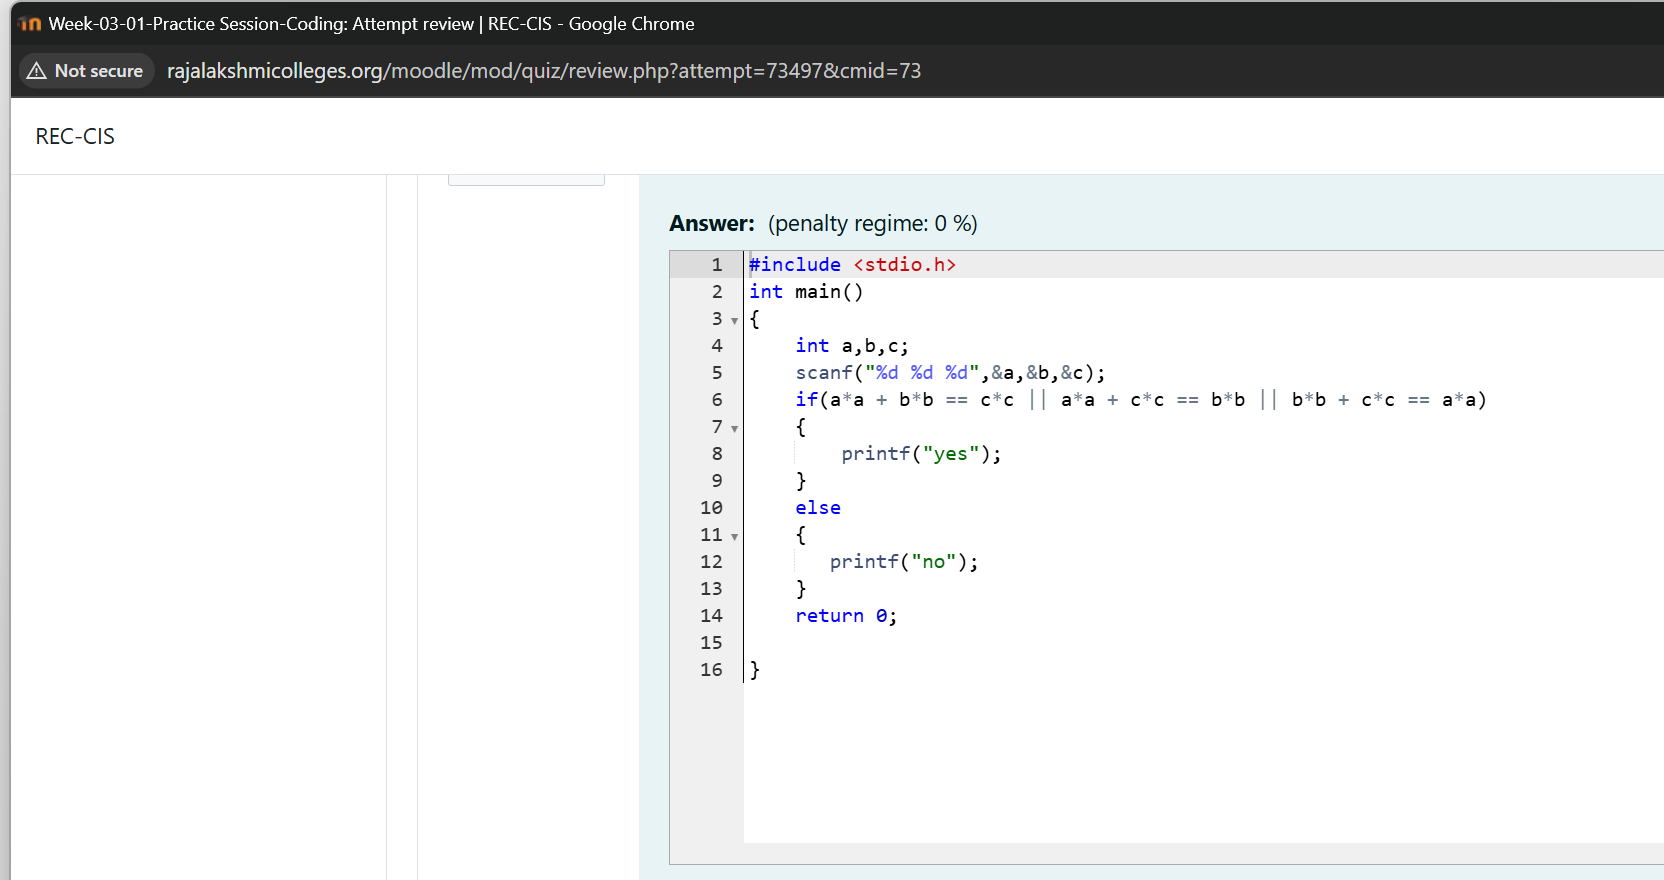 Week-03-01-Practice Session-Coding: Attempt review | REC-CIS - Google Chrome
Not secure rajalakshmicolleges.org/moodle/mod/quiz/review.php?attempt=73497&cmid=73
REC-CIS
Answer: (penalty regime: 0 %)
1 #include <stdio.h>
2 int main()
3 {
4     int a,b,c;
5     scanf("%d %d %d",&a,&b,&c);
6     if(a*a + b*b == c*c || a*a + c*c == b*b || b*b + c*c == a*a)
7     {
8         printf("yes");
9     }
10     else
11     {
12        printf("no");
13     }
14     return 0;
15
16 }